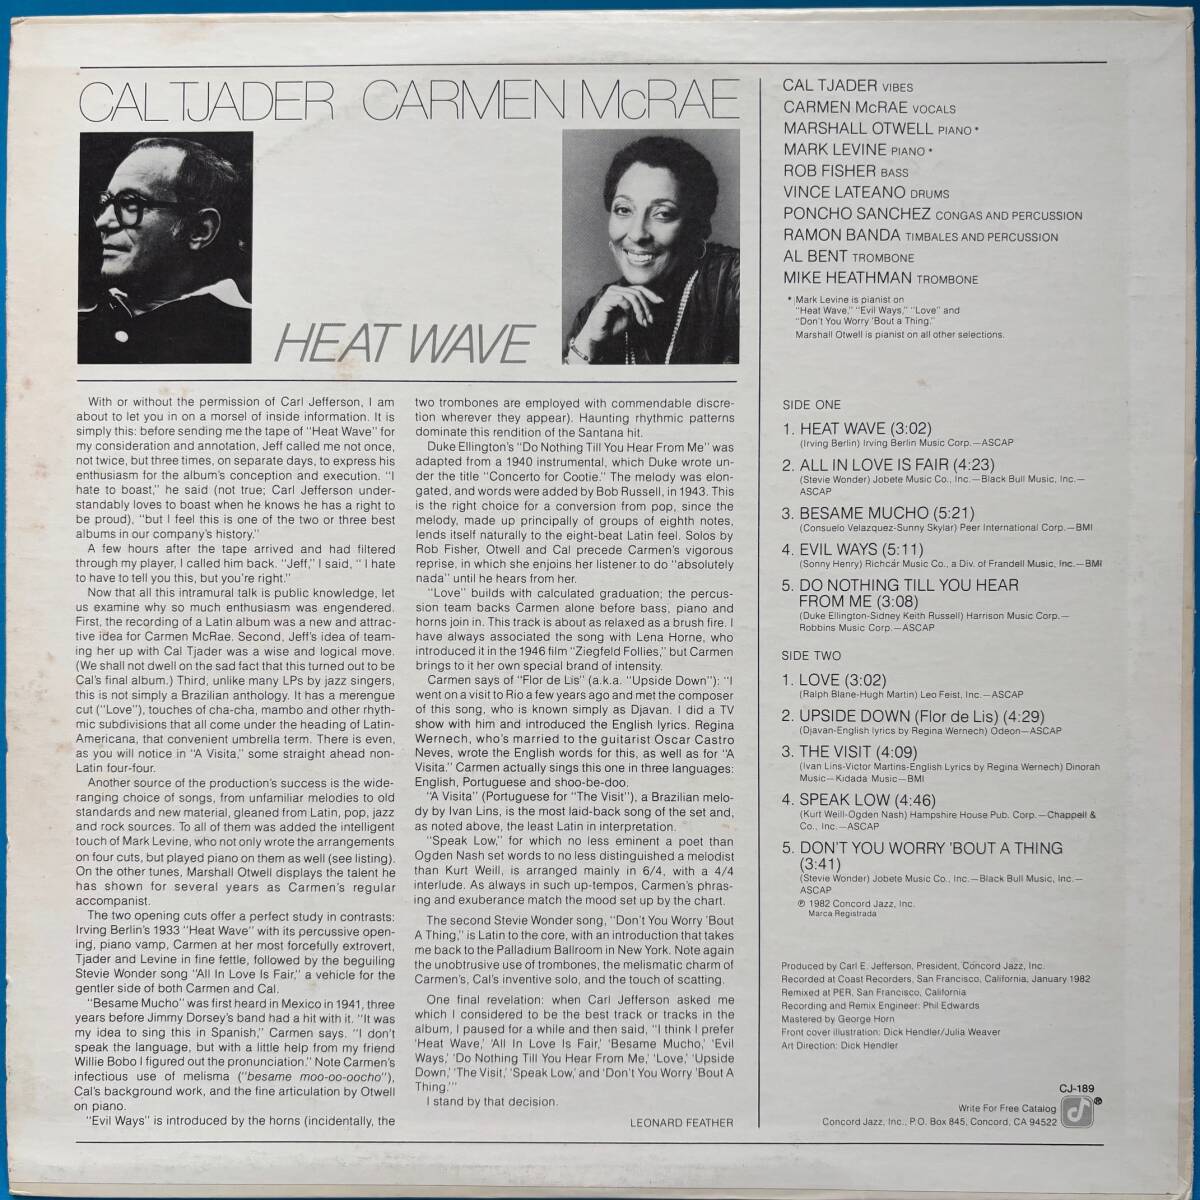 CAL TJADER CARMEN McRAE
HEAT WAVE
With or without the permission of Carl Jefferson, I am
about to let you in on a morsel of inside information. It is
simply this: before sending me the tape of "Heat Wave" for
my consideration and annotation, Jeff called me not once,
not twice, but three times, on separate days, to express his
enthusiasm for the album's conception and execution. "I
hate to boast," he said (not true; Carl Jefferson under-
standably loves to boast when he knows he has a right to
be proud), "but I feel this is one of the two or three best
albums in our company's history."
A few hours after the tape arrived and had filtered
through my player, I called him back. "Jeff," I said, "I hate
to have to tell you this, but you're right."
Now that all this intramural talk is public knowledge, let
us examine why so much enthusiasm was engendered.
First, the recording of a Latin album was a new and attrac-
tive idea for Carmen McRae. Second, Jeff's idea of team-
ing her up with Cal Tjader was a wise and logical move.
(We shall not dwell on the sad fact that this turned out to be
Cal's final album.) Third, unlike many LPs by jazz singers,
this is not simply a Brazilian anthology. It has a merengue
cut ("Love"), touches of cha-cha, mambo and other rhyth-
mic subdivisions that all come under the heading of Latin-
Americana, that convenient umbrella term. There is even,
as you will notice in "A Visita," some straight ahead non-
Latin four-four.
Another source of the production's success is the wide-
ranging choice of songs, from unfamiliar melodies to old
standards and new material, gleaned from Latin, pop, jazz
and rock sources. To all of them was added the intelligent
touch of Mark Levine, who not only wrote the arrangements
on four cuts, but played piano on them as well (see listing).
On the other tunes, Marshall Otwell displays the talent he
has shown for several years as Carmen's regular
accompanist.
The two opening cuts offer a perfect study in contrasts:
Irving Berlin's 1933 "Heat Wave" with its percussive open-
ing, piano vamp, Carmen at her most forcefully extrovert,
Tjader and Levine in fine fettle, followed by the beguiling
Stevie Wonder song "All In Love Is Fair," a vehicle for the
gentler side of both Carmen and Cal.
"Besame Mucho" was first heard in Mexico in 1941, three
years before Jimmy Dorsey's band had a hit with it. "It was
my idea to sing this in Spanish," Carmen says. "I don't
speak the language, but with a little help from my friend
Willie Bobo I figured out the pronunciation." Note Carmen's
infectious use of melisma ("besame moo-oo-oocho"),
Cal's background work, and the fine articulation by Otwell
on piano.
"Evil Ways" is introduced by the horns (incidentally, the
two trombones are employed with commendable discre-
tion wherever they appear). Haunting rhythmic patterns
dominate this rendition of the Santana hit.
Duke Ellington's "Do Nothing Till You Hear From Me" was
adapted from a 1940 instrumental, which Duke wrote un-
der the title "Concerto for Cootie." The melody was elon-
gated, and words were added by Bob Russell, in 1943. This
is the right choice for a conversion from pop, since the
melody, made up principally of groups of eighth notes,
lends itself naturally to the eight-beat Latin feel. Solos by
Rob Fisher, Otwell and Cal precede Carmen's vigorous
reprise, in which she enjoins her listener to do "absolutely
nada" until he hears from her.
"Love" builds with calculated graduation; the percus-
sion team backs Carmen alone before bass, piano and
horns join in. This track is about as relaxed as a brush fire. I
have always associated the song with Lena Horne, who
introduced it in the 1946 film "Ziegfeld Follies," but Carmen
brings to it her own special brand of intensity.
Carmen says of "Flor de Lis" (a.k.a. "Upside Down"): "I
went on a visit to Rio a few years ago and met the composer
of this song, who is known simply as Djavan. I did a TV
show with him and introduced the English lyrics. Regina
Wernech, who's married to the guitarist Oscar Castro
Neves, wrote the English words for this, as well as for "A
Visita." Carmen actually sings this one in three languages:
English, Portuguese and shoo-be-doo.
"A Visita" (Portuguese for "The Visit"), a Brazilian melo-
dy by Ivan Lins, is the most laid-back song of the set and,
as noted above, the least Latin in interpretation.
"Speak Low," for which no less eminent a poet than
Ogden Nash set words to no less distinguished a melodist
than Kurt Weill, is arranged mainly in 6/4, with a 4/4
interlude. As always in such up-tempos, Carmen's phras-
ing and exuberance match the mood set up by the chart.
The second Stevie Wonder song, "Don't You Worry 'Bout
A Thing," is Latin to the core, with an introduction that takes
me back to the Palladium Ballroom in New York. Note again
the unobtrusive use of trombones, the melismatic charm of
Carmen's, Cal's inventive solo, and the touch of scatting.
One final revelation: when Carl Jefferson asked me
which I considered to be the best track or tracks in the
album, I paused for a while and then said, "I think I prefer
'Heat Wave,' 'All In Love Is Fair,' 'Besame Mucho,' 'Evil
Ways,' 'Do Nothing Till You Hear From Me,' 'Love,' 'Upside
Down,' 'The Visit,' 'Speak Low,' and 'Don't You Worry 'Bout A
Thing.'"
I stand by that decision.
LEONARD FEATHER
CAL TJADER VIBES
CARMEN McRAE VOCALS
MARSHALL OTWELL PIANO*
MARK LEVINE PIANO*
ROB FISHER BASS
VINCE LATEANO DRUMS
PONCHO SANCHEZ CONGAS AND PERCUSSION
RAMON BANDA TIMBALES AND PERCUSSION
AL BENT TROMBONE
MIKE HEATHMAN TROMBONE
* Mark Levine is pianist on
"Heat Wave," "Evil Ways," "Love" and
"Don't You Worry 'Bout a Thing."
Marshall Otwell is pianist on all other selections.
SIDE ONE
1. HEAT WAVE (3:02)
(Irving Berlin) Irving Berlin Music Corp.—ASCAP
2. ALL IN LOVE IS FAIR (4:23)
(Stevie Wonder) Jobete Music Co., Inc.—Black Bull Music, Inc.—
ASCAP
3. BESAME MUCHO (5:21)
(Consuelo Velazquez-Sunny Skylar) Peer International Corp.—BMI
4. EVIL WAYS (5:11)
(Sonny Henry) Richcár Music Co., a Div. of Frandell Music, Inc.—BMI
5. DO NOTHING TILL YOU HEAR
FROM ME (3:08)
(Duke Ellington-Sidney Keith Russell) Harrison Music Corp.—
Robbins Music Corp.—ASCAP
SIDE TWO
1. LOVE (3:02)
(Ralph Blane-Hugh Martin) Leo Feist, Inc.—ASCAP
2. UPSIDE DOWN (Flor de Lis) (4:29)
(Djavan-English lyrics by Regina Wernech) Odeon—ASCAP
3. THE VISIT (4:09)
(Ivan Lins-Victor Martins-English Lyrics by Regina Wernech) Dinorah
Music—Kidada Music—BMI
4. SPEAK LOW (4:46)
(Kurt Weill-Ogden Nash) Hampshire House Pub. Corp.—Chappell &
Co., Inc.—ASCAP
5. DON'T YOU WORRY 'BOUT A THING
(3:41)
(Stevie Wonder) Jobete Music Co., Inc.—Black Bull Music, Inc.—
ASCAP
℗ 1982 Concord Jazz, Inc.
Marca Registrada
Produced by Carl E. Jefferson, President, Concord Jazz, Inc.
Recorded at Coast Recorders, San Francisco, California, January 1982
Remixed at PER, San Francisco, California
Recording and Remix Engineer: Phil Edwards
Mastered by George Horn
Front cover illustration: Dick Hendler/Julia Weaver
Art Direction: Dick Hendler
CJ-189
Write For Free Catalog
Concord Jazz, Inc., P.O. Box 845, Concord, CA 94522
®